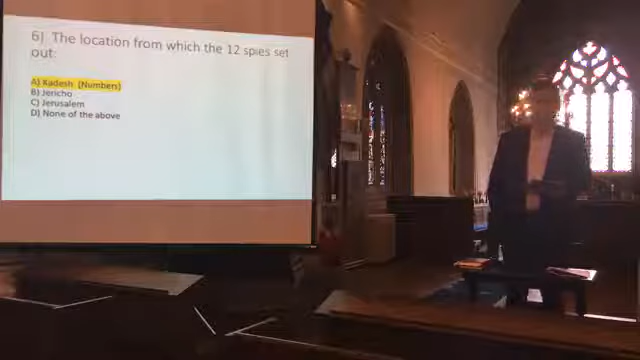 6) The location from which the 12 spies set
out:
A) Kadesh (Numbers)
B) Jericho
C) Jerusalem
D) None of the above